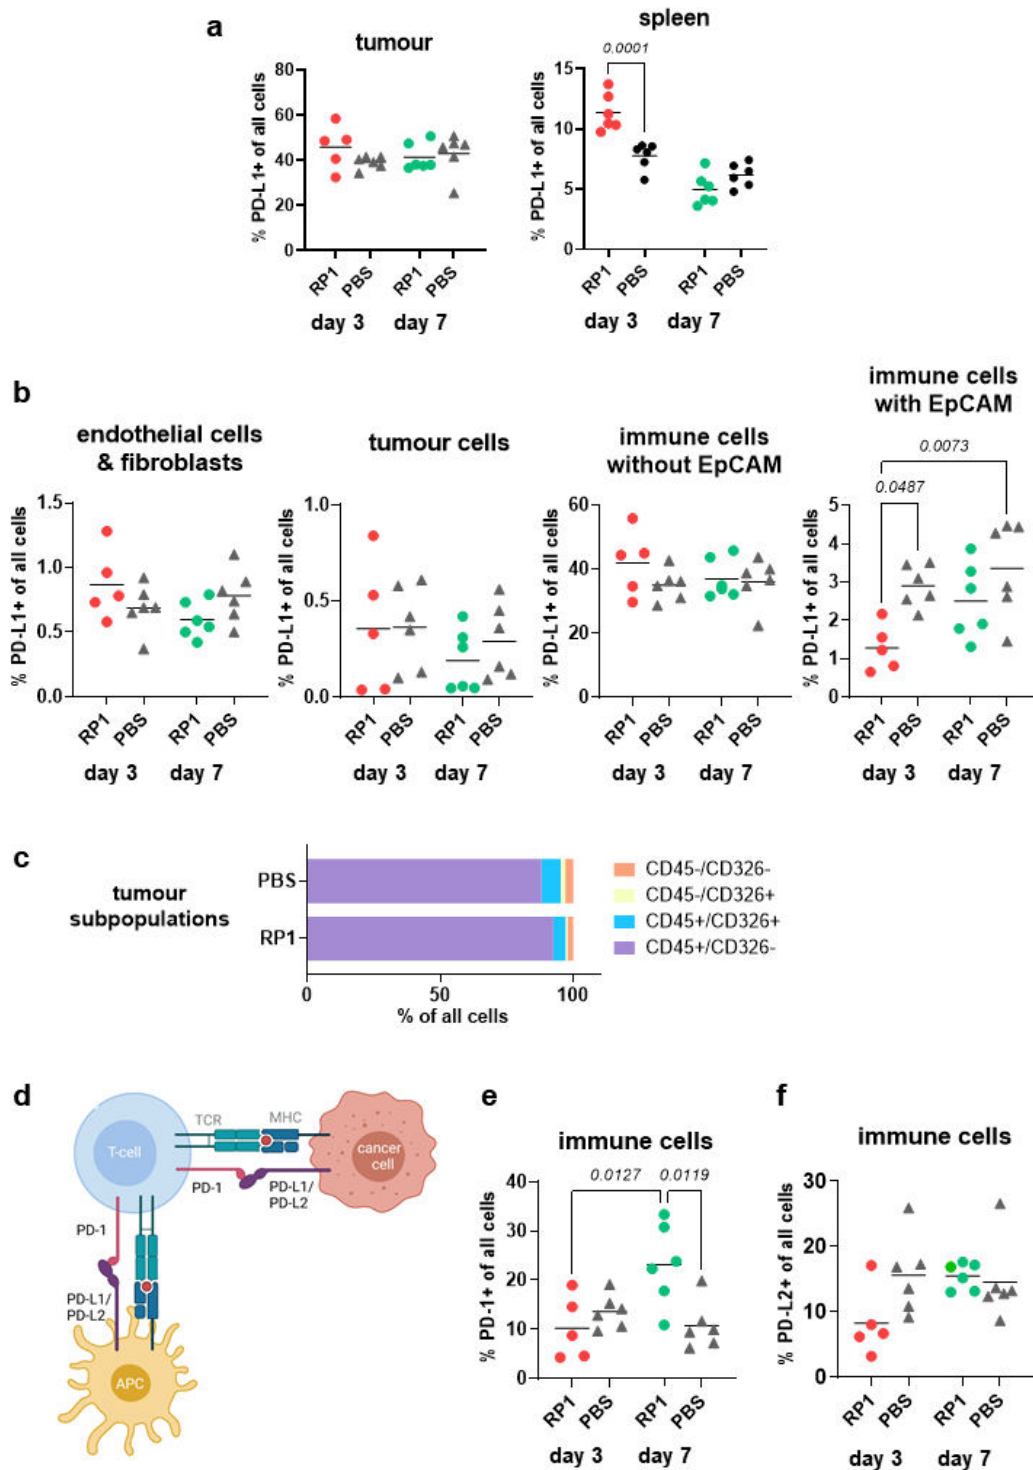 a
tumour
% PD-L1+ of all cells
80
60
40
20
0
RP1
PBS
RP1
PBS
day 3
day 7
spleen
0.0001
% PD-L1+ of all cells
15
10
5
0
RP1
PBS
RP1
PBS
day 3
day 7
b
endothelial cells
& fibroblasts
% PD-L1+ of all cells
1.5
1.0
0.5
0.0
RP1
PBS
RP1
PBS
day 3
day 7
tumour cells
% PD-L1+ of all cells
1.0
0.5
0.0
RP1
PBS
RP1
PBS
day 3
day 7
immune cells
without EpCAM
% PD-L1+ of all cells
60
40
20
0
RP1
PBS
RP1
PBS
day 3
day 7
immune cells
with EpCAM
0.0073
0.0487
% PD-L1+ of all cells
5
4
3
2
1
0
RP1
PBS
RP1
PBS
day 3
day 7
c
tumour
subpopulations
PBS
RP1
0
50
100
% of all cells
CD45-/CD326-
CD45-/CD326+
CD45+/CD326+
CD45+/CD326-
d
TCR
MHC
T-cell
cancer
cell
PD-1
PD-L1/
PD-L2
PD-1
PD-L1/
PD-L2
APC
e
immune cells
0.0127
0.0119
% PD-1+ of all cells
40
30
20
10
0
RP1
PBS
RP1
PBS
day 3
day 7
f
immune cells
% PD-L2+ of all cells
30
20
10
0
RP1
PBS
RP1
PBS
day 3
day 7